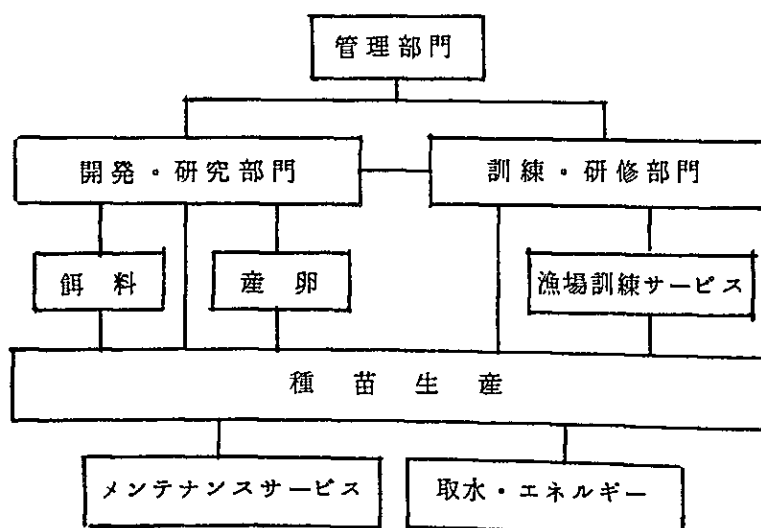 管理部門
開発・研究部門
訓練・研修部門
餌料
産卵
漁場訓練サービス
種苗生産
メンテナンスサービス
取水・エネルギー